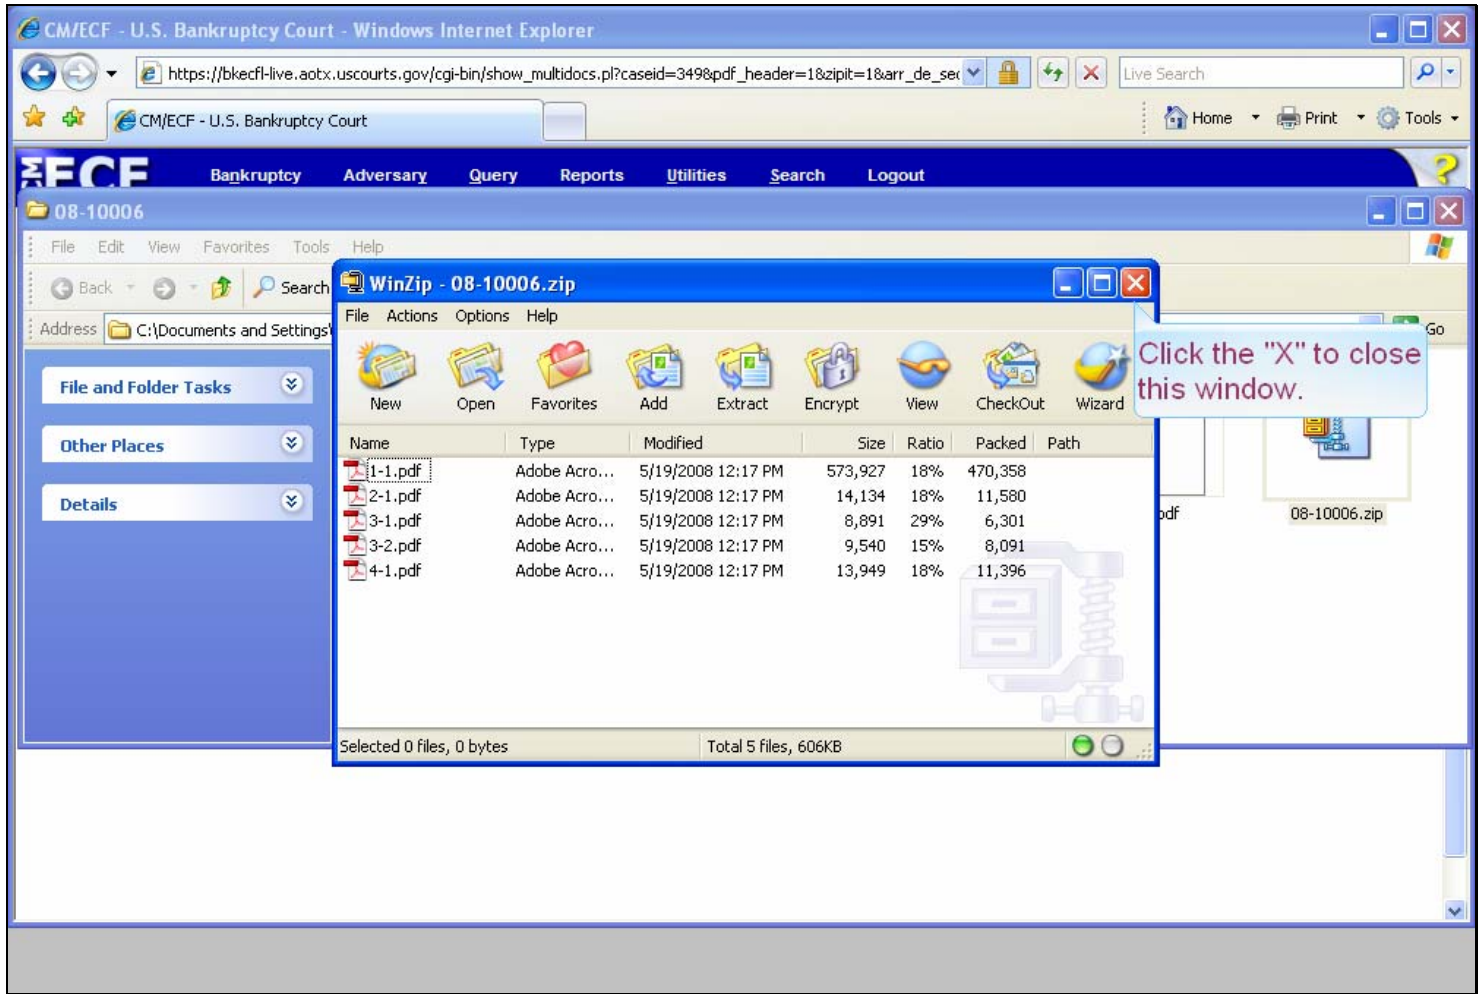 CM/ECF - U.S. Bankruptcy Court - Windows Internet Explorer
https://bkecfl-live.aotx.uscourts.gov/cgi-bin/show_multidocs.pl?caseid=349&pdf_header=1&zipit=1&arr_de_sec Live Search
CM/ECF - U.S. Bankruptcy Court Home Print Tools
ECF Bankruptcy Adversary Query Reports Utilities Search Logout ?
08-10006
File Edit View Favorites Tools Help
Back Search
Address C:\Documents and Settings\ Go
File and Folder Tasks
Other Places
Details
WinZip - 08-10006.zip
File Actions Options Help
New Open Favorites Add Extract Encrypt View CheckOut Wizard
Click the "X" to close
this window.
Name Type Modified Size Ratio Packed Path
1-1.pdf Adobe Acro... 5/19/2008 12:17 PM 573,927 18% 470,358
2-1.pdf Adobe Acro... 5/19/2008 12:17 PM 14,134 18% 11,580
3-1.pdf Adobe Acro... 5/19/2008 12:17 PM 8,891 29% 6,301
3-2.pdf Adobe Acro... 5/19/2008 12:17 PM 9,540 15% 8,091
4-1.pdf Adobe Acro... 5/19/2008 12:17 PM 13,949 18% 11,396
pdf 08-10006.zip
Selected 0 files, 0 bytes Total 5 files, 606KB